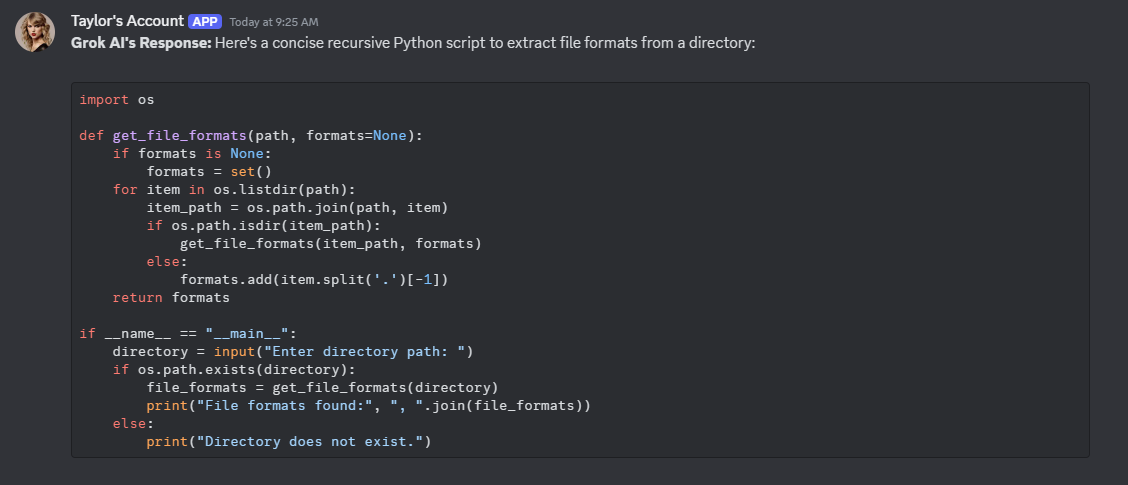 Taylor's Account APP Today at 9:25 AM
Grok AI's Response: Here's a concise recursive Python script to extract file formats from a directory:
import os
def get_file_formats(path, formats=None):
    if formats is None:
        formats = set()
    for item in os.listdir(path):
        item_path = os.path.join(path, item)
        if os.path.isdir(item_path):
            get_file_formats(item_path, formats)
        else:
            formats.add(item.split('.')[-1])
    return formats
if __name__ == "__main__":
    directory = input("Enter directory path: ")
    if os.path.exists(directory):
        file_formats = get_file_formats(directory)
        print("File formats found:", ", ".join(file_formats))
    else:
        print("Directory does not exist.")